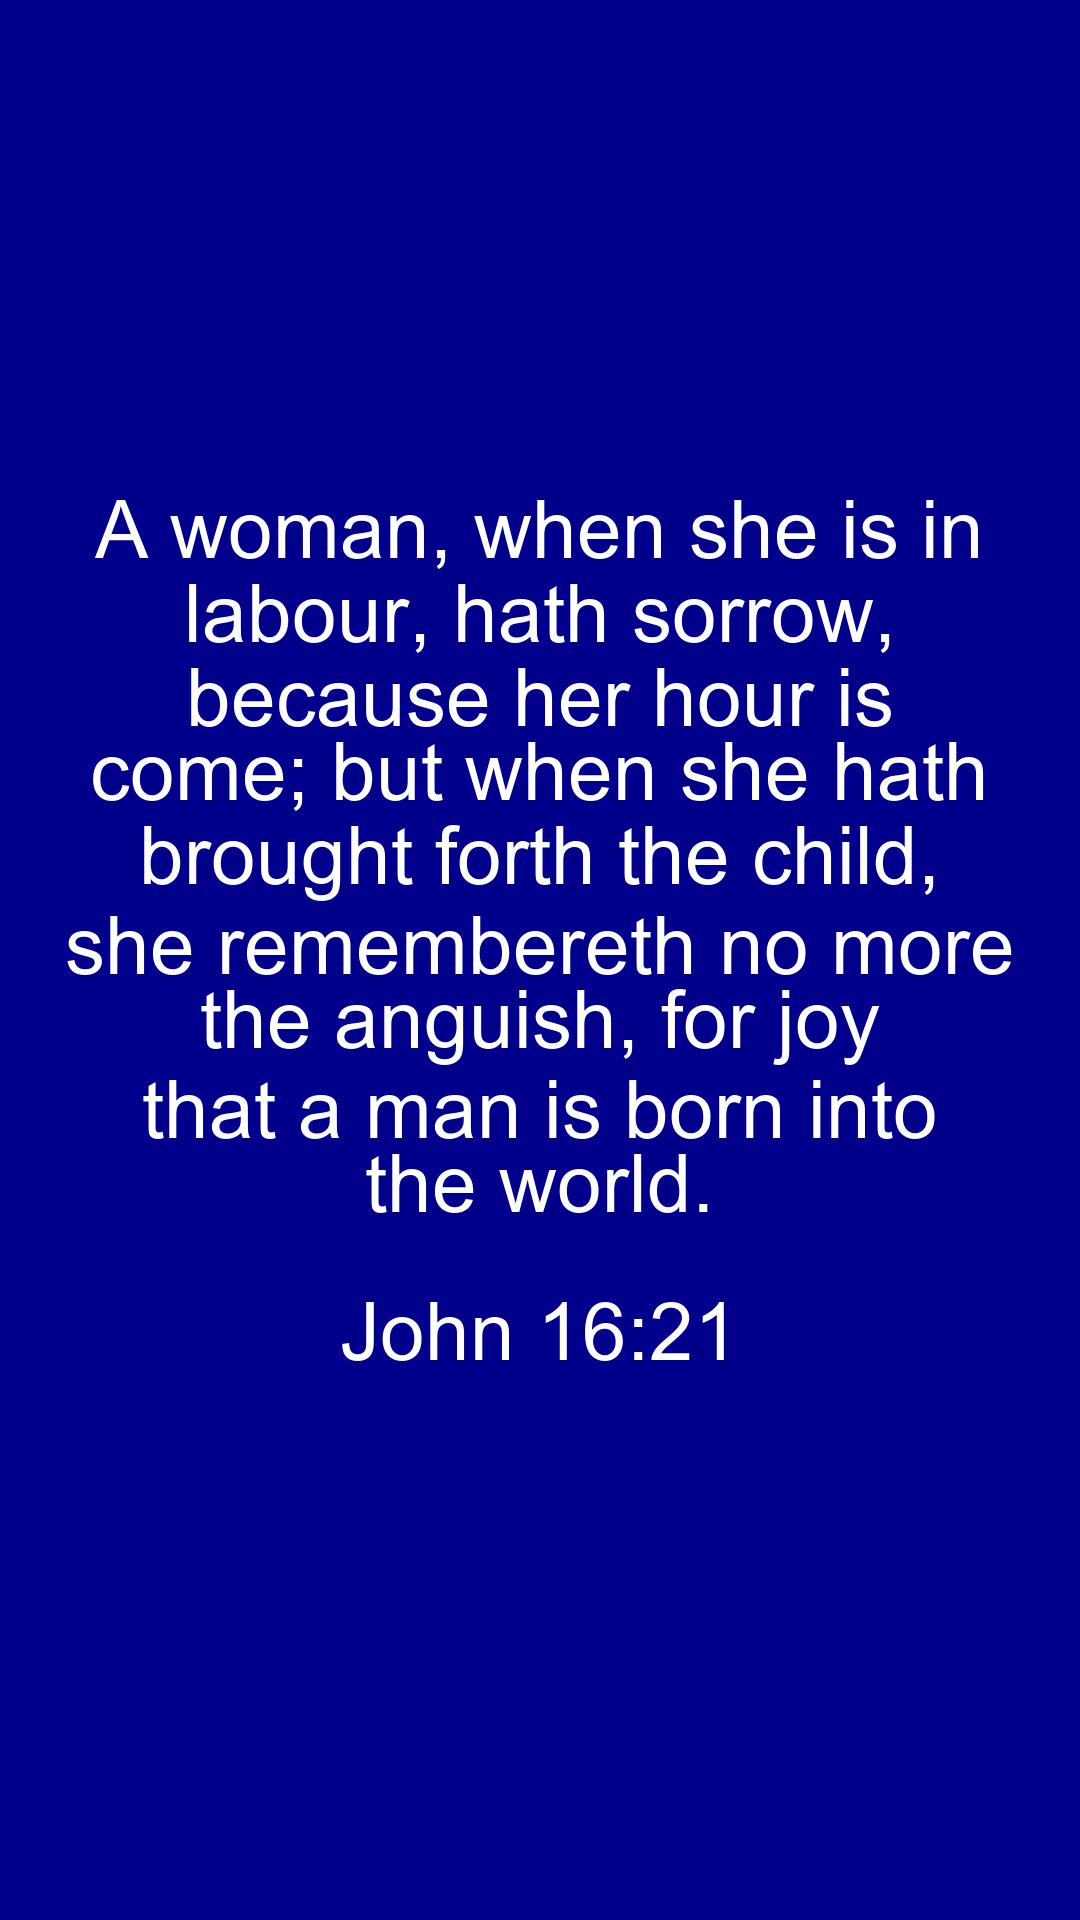 A woman, when she is in
labour, hath sorrow,
because her hour is
come; but when she hath
brought forth the child,
she remembereth no more
the anguish, for joy
that a man is born into
the world.
John 16:21